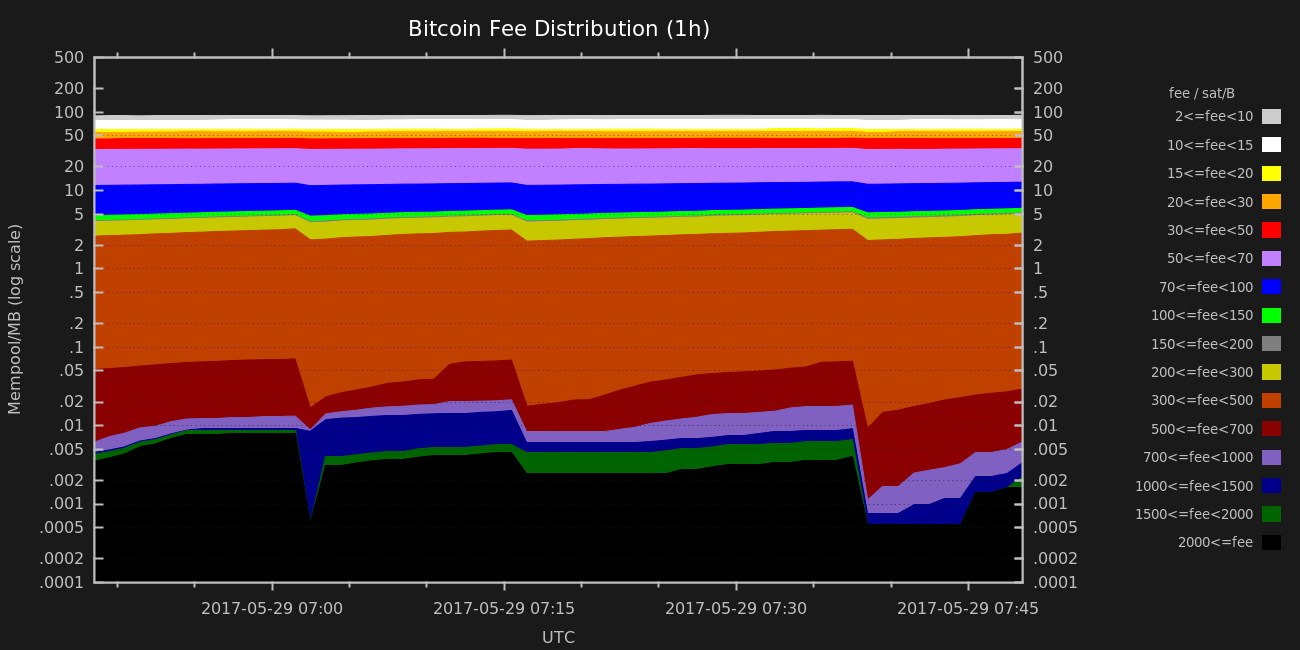 Bitcoin Fee Distribution (1h)
500
200
100
50
20
10
5
2
1
.5
.2
.1
.05
.02
.01
.005
.002
.001
.0005
.0002
.0001
Mempool/MB (log scale)
500
200
100
50
20
10
5
2
1
.5
.2
.1
.05
.02
.01
.005
.002
.001
.0005
.0002
.0001
2017-05-29 07:00
2017-05-29 07:15
2017-05-29 07:30
2017-05-29 07:45
UTC
fee / sat/B
2<=fee<10
10<=fee<15
15<=fee<20
20<=fee<30
30<=fee<50
50<=fee<70
70<=fee<100
100<=fee<150
150<=fee<200
200<=fee<300
300<=fee<500
500<=fee<700
700<=fee<1000
1000<=fee<1500
1500<=fee<2000
2000<=fee